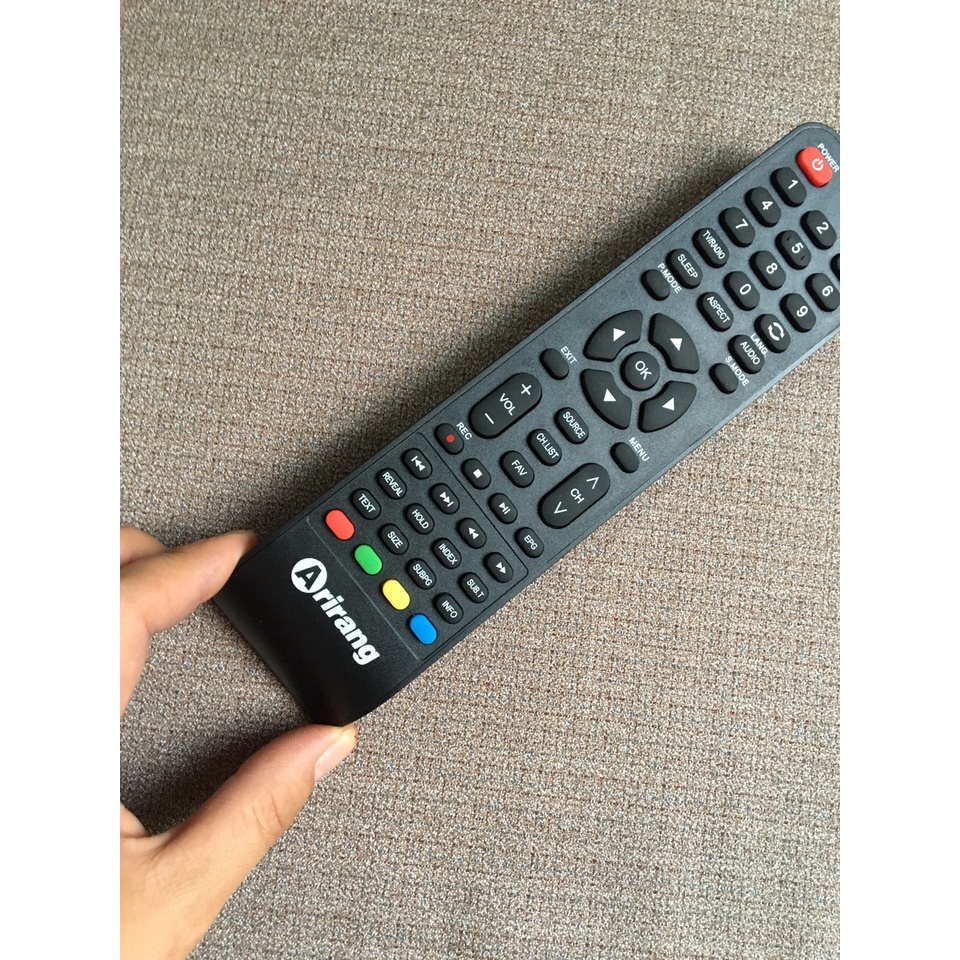 POWER
1 2
4 5 6
7 8 9
TV/RADIO 0
SLEEP ASPECT LANG
P.MODE AUDIO
S.MODE
OK
EXIT MENU
+ VOL -
SOURCE
CH.LIST
CH
REC FAV
EPG
REVEAL HOLD INDEX SUB.T
TEXT SIZE SUBPG INFO
Arirang